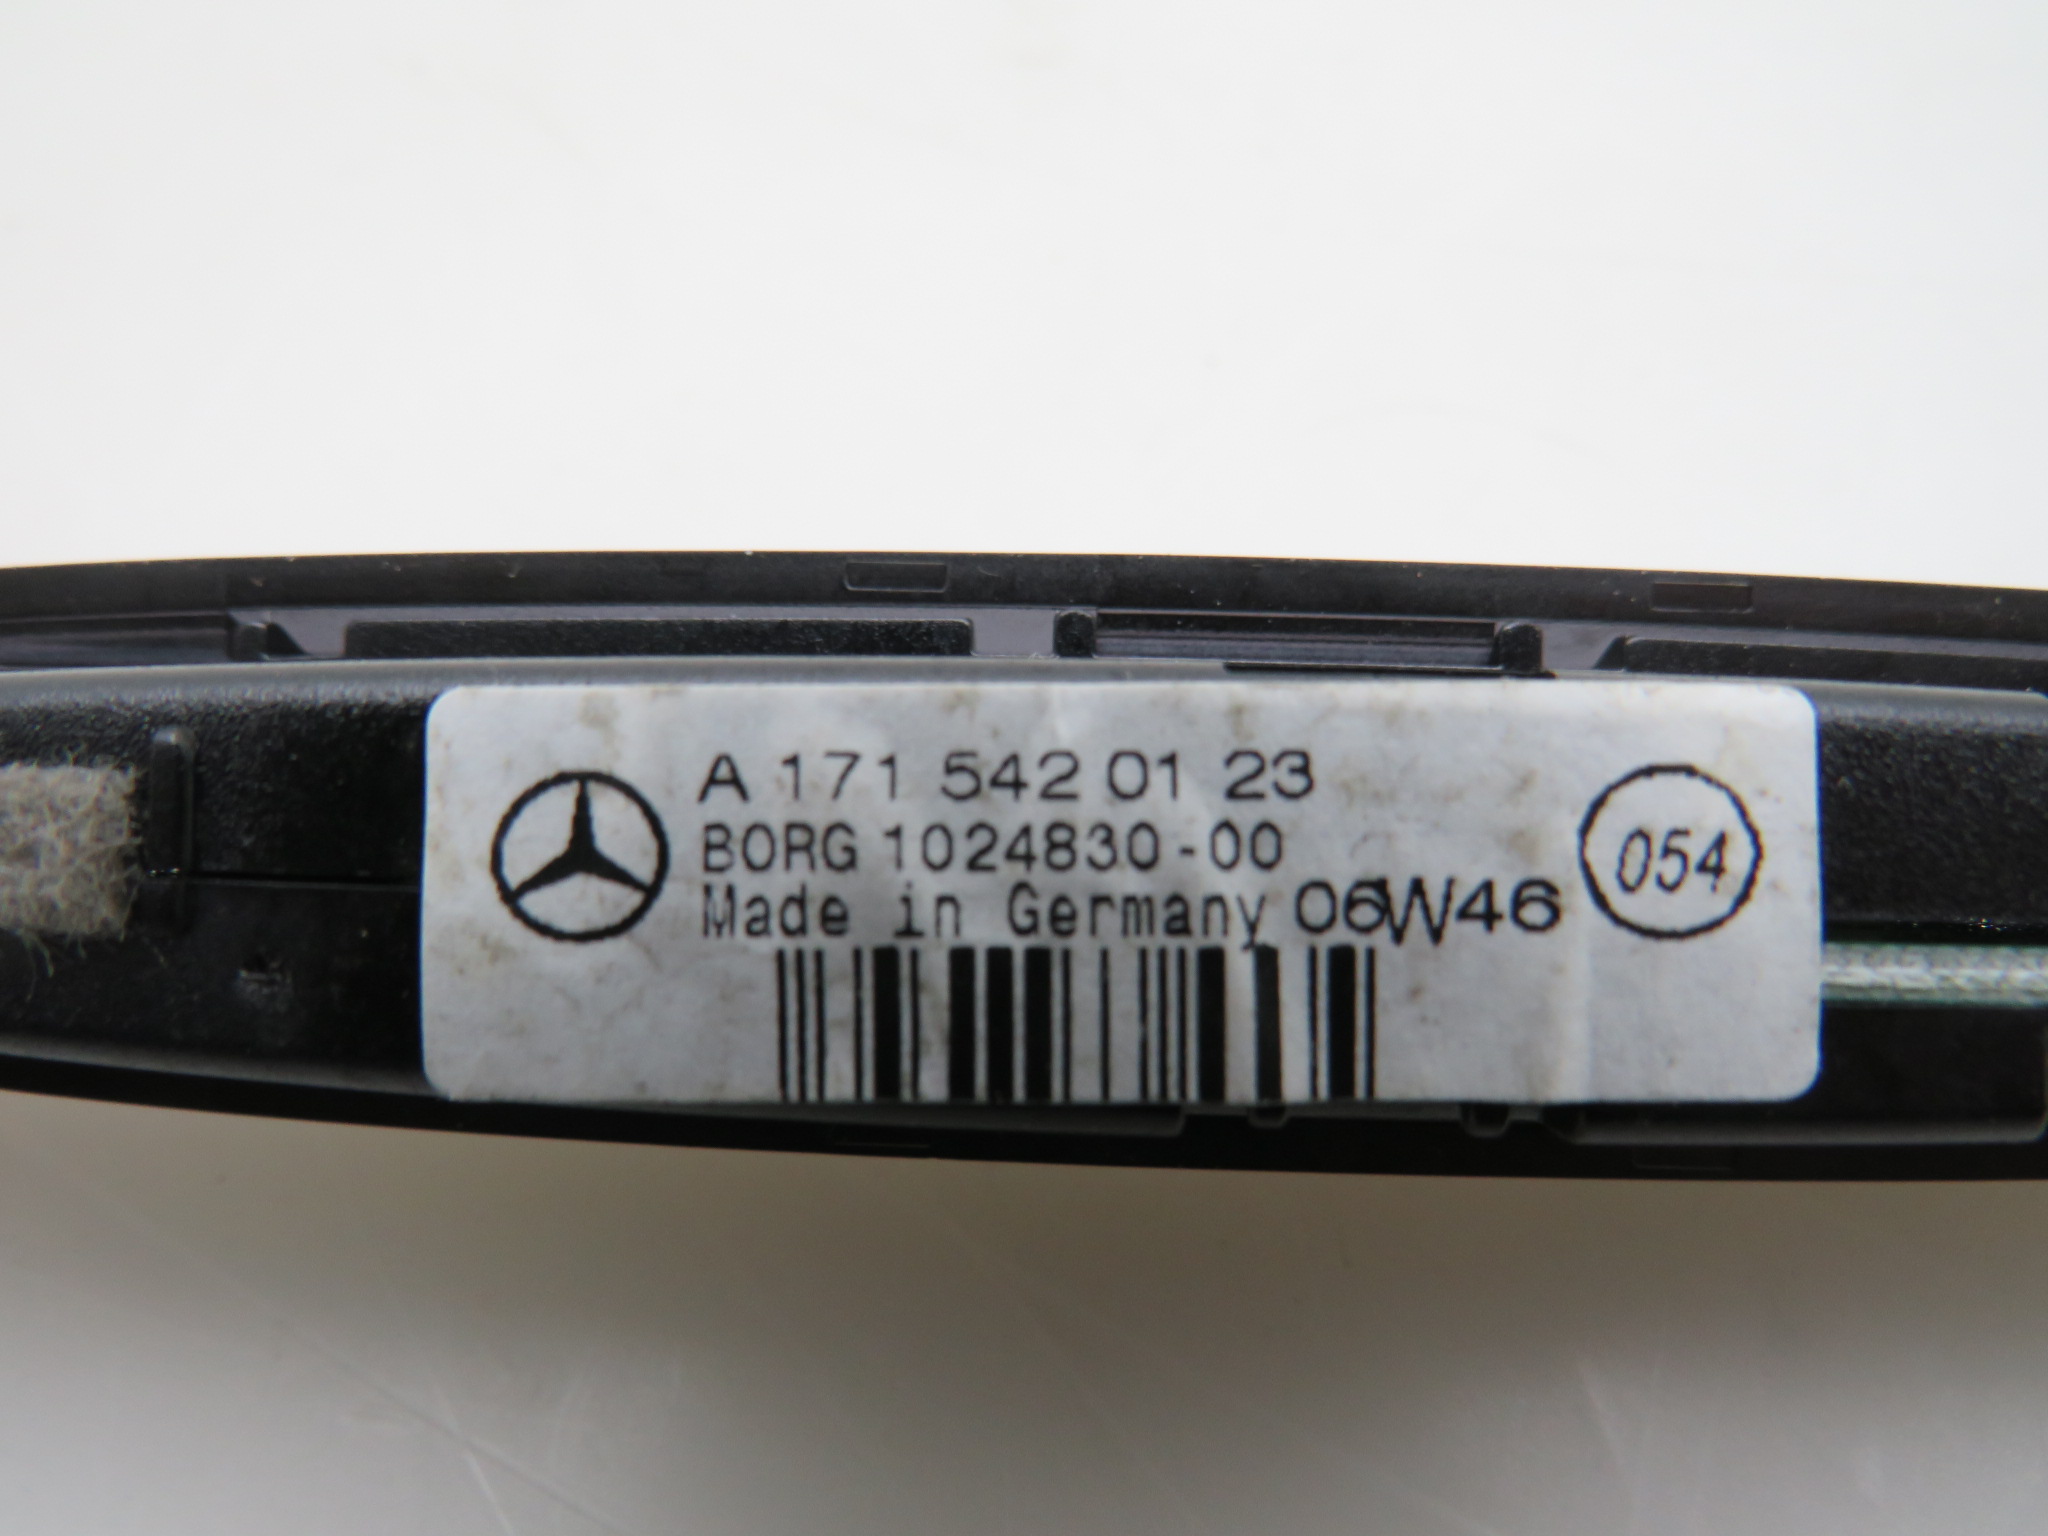 A 171 542 01 23
BORG 1024830-00
Made in Germany 06W46
054